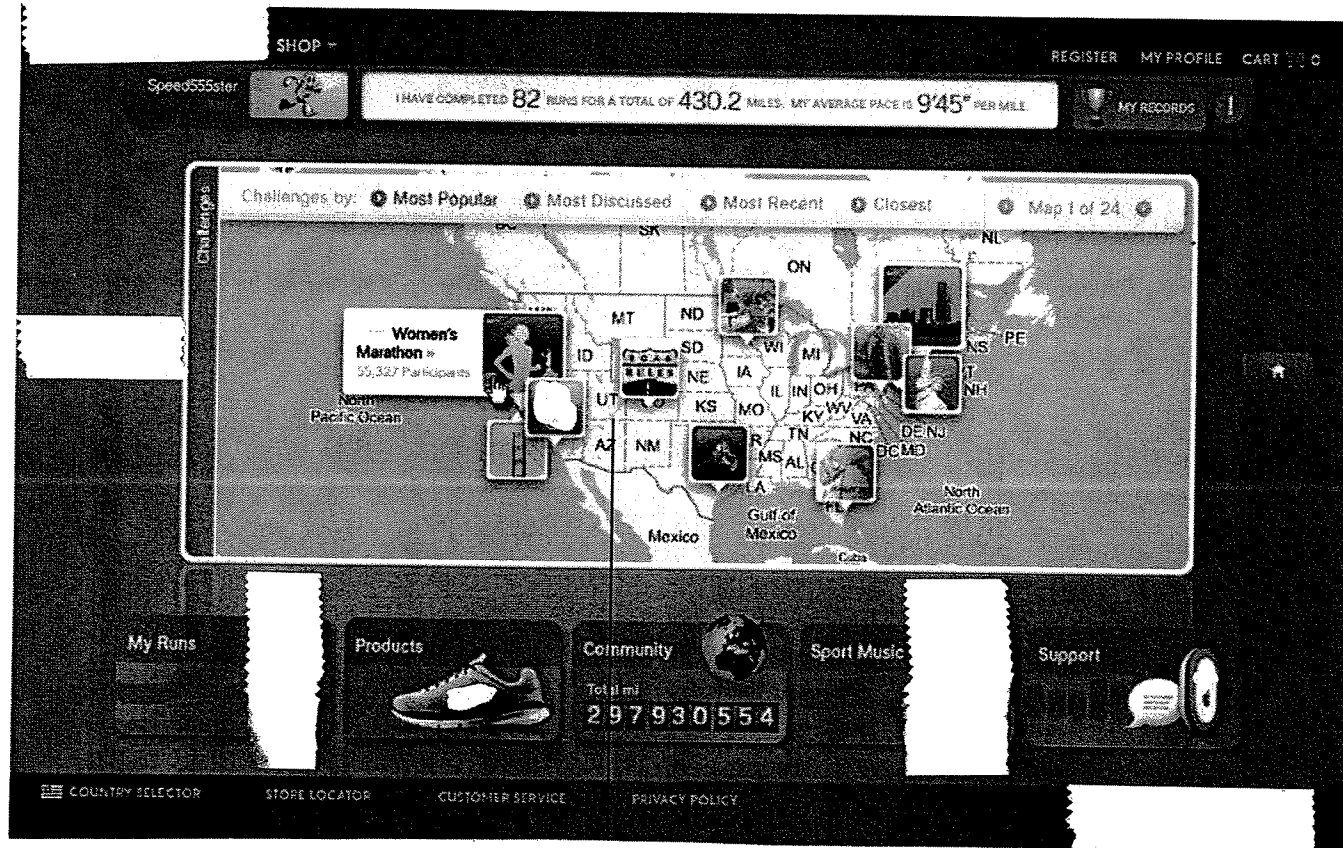 SHOP
REGISTER MY PROFILE CART 0
Speed555ster
I HAVE COMPLETED 82 RUNS FOR A TOTAL OF 430.2 MILES. MY AVERAGE PACE IS 9'45" PER MILE.
MY RECORDS
Challenges
Challenges by: Most Popular Most Discussed Most Recent Closest Map 1 of 24
SK
NL
ON
MT ND
Women's
Marathon »
55,327 Participants
ID SD WI MI NS PE
NE IA IL IN OH NH
UT KS MO KY WV VA
North
Pacific Ocean
AZ NM TN NC DE NJ
MS AL DC MD
LA FL
North
Atlantic Ocean
Gulf of
Mexico
Mexico
Cuba
My Runs
Products
Community
Total mi
297930554
Sport Music
Support
COUNTRY SELECTOR STORE LOCATOR CUSTOMER SERVICE PRIVACY POLICY